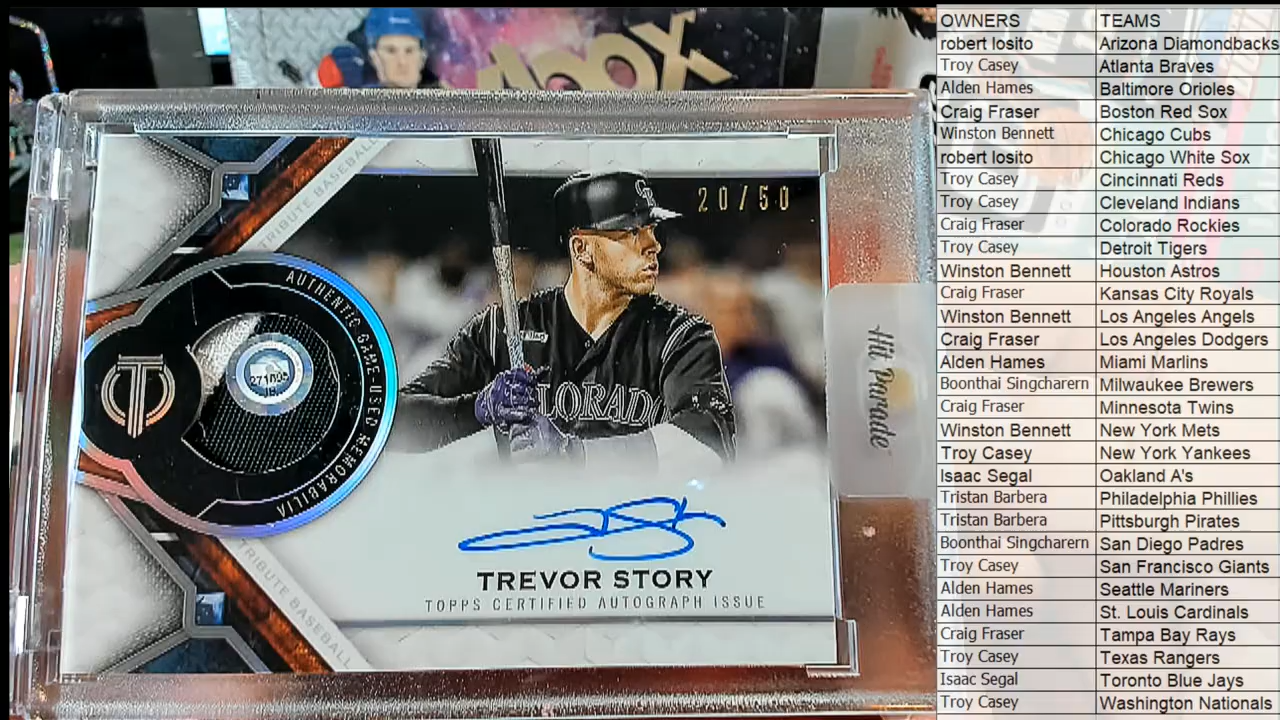 20/50
TRIBUTE BASEBALL
AUTHENTIC GAME-USED MEMORABILIA
CR
COLORADO
Hit Parade
TREVOR STORY
TOPPS CERTIFIED AUTOGRAPH ISSUE
TRIBUTE BASEBALL
OWNERS TEAMS
robert losito Arizona Diamondbacks
Troy Casey Atlanta Braves
Alden Hames Baltimore Orioles
Craig Fraser Boston Red Sox
Winston Bennett Chicago Cubs
robert losito Chicago White Sox
Troy Casey Cincinnati Reds
Troy Casey Cleveland Indians
Craig Fraser Colorado Rockies
Troy Casey Detroit Tigers
Winston Bennett Houston Astros
Craig Fraser Kansas City Royals
Winston Bennett Los Angeles Angels
Craig Fraser Los Angeles Dodgers
Alden Hames Miami Marlins
Boonthai Singcharern Milwaukee Brewers
Craig Fraser Minnesota Twins
Winston Bennett New York Mets
Troy Casey New York Yankees
Isaac Segal Oakland A's
Tristan Barbera Philadelphia Phillies
Tristan Barbera Pittsburgh Pirates
Boonthai Singcharern San Diego Padres
Troy Casey San Francisco Giants
Alden Hames Seattle Mariners
Alden Hames St. Louis Cardinals
Craig Fraser Tampa Bay Rays
Troy Casey Texas Rangers
Isaac Segal Toronto Blue Jays
Troy Casey Washington Nationals